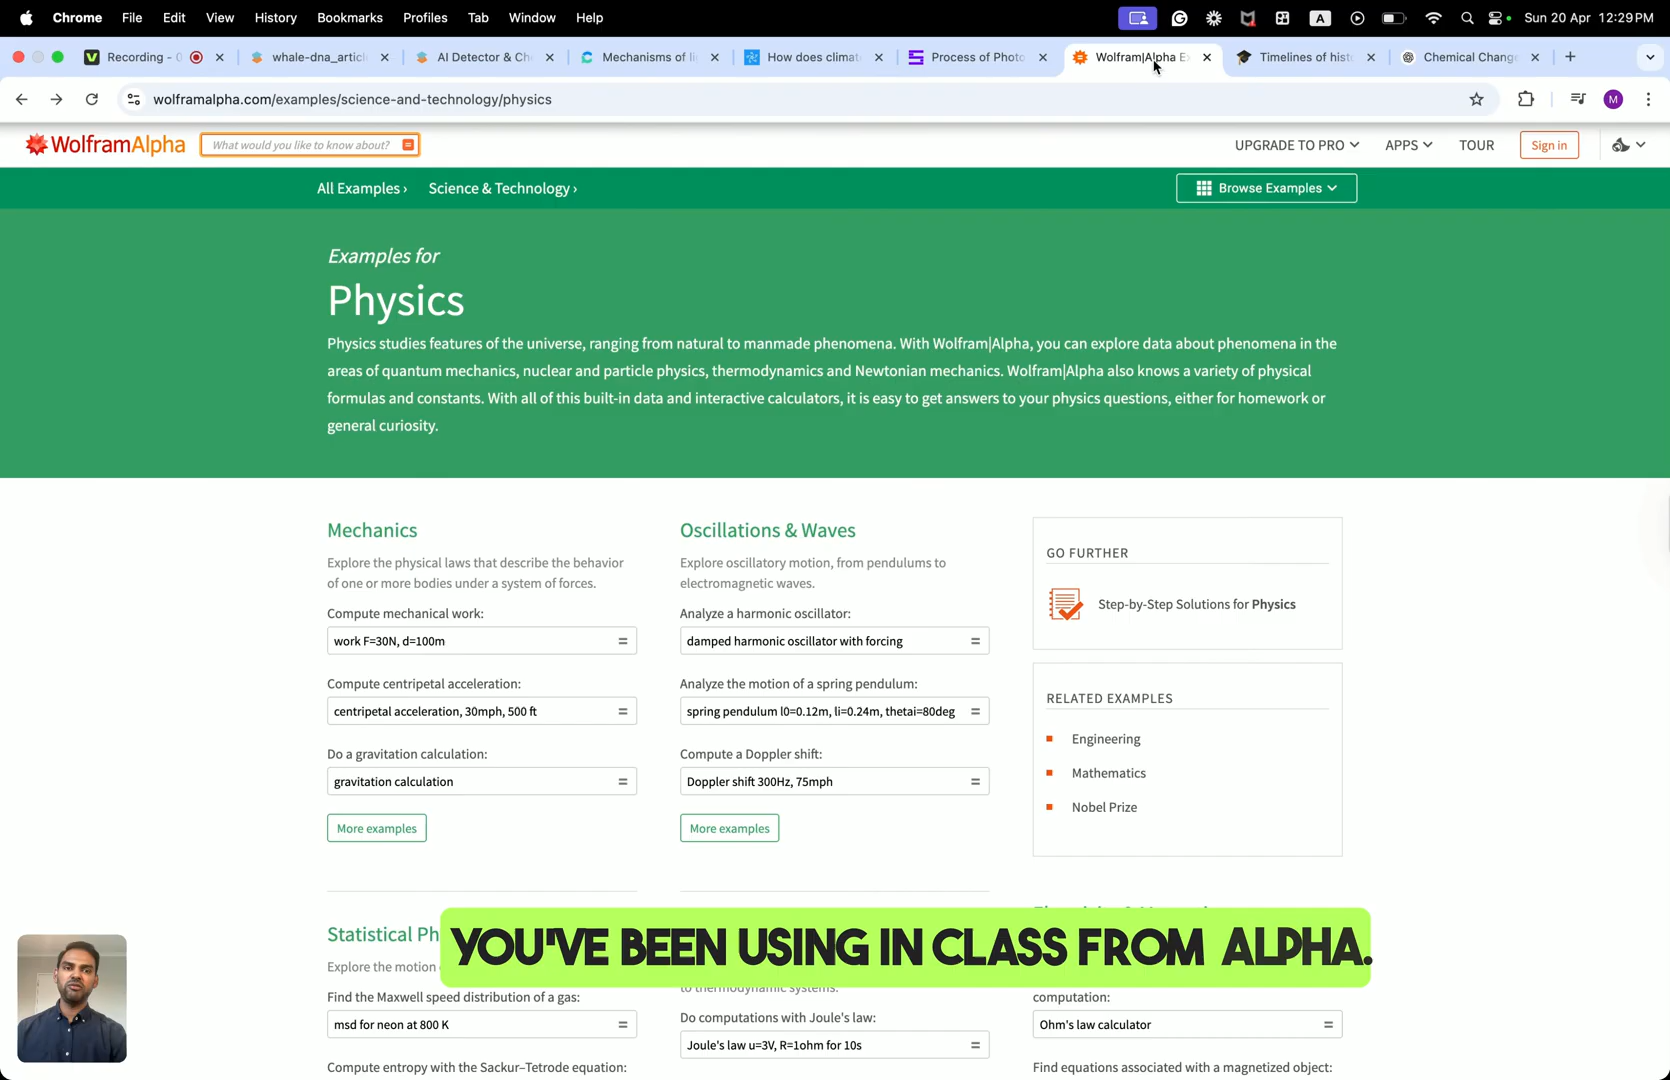 Chrome File Edit View History Bookmarks Profiles Tab Window Help A Sun 20 Apr 12:29 PM
Recording - whale-dna_articl AI Detector & Ch Mechanisms of li How does climat Process of Photo Wolfram|Alpha Ex Timelines of hist Chemical Change
wolframalpha.com/examples/science-and-technology/physics M
WolframAlpha What would you like to know about? UPGRADE TO PRO APPS TOUR Sign in
All Examples › Science & Technology › Browse Examples
Examples for
Physics
Physics studies features of the universe, ranging from natural to manmade phenomena. With Wolfram|Alpha, you can explore data about phenomena in the
areas of quantum mechanics, nuclear and particle physics, thermodynamics and Newtonian mechanics. Wolfram|Alpha also knows a variety of physical
formulas and constants. With all of this built-in data and interactive calculators, it is easy to get answers to your physics questions, either for homework or
general curiosity.
Mechanics
Explore the physical laws that describe the behavior
of one or more bodies under a system of forces.
Compute mechanical work:
work F=30N, d=100m =
Compute centripetal acceleration:
centripetal acceleration, 30mph, 500 ft =
Do a gravitation calculation:
gravitation calculation =
More examples
Oscillations & Waves
Explore oscillatory motion, from pendulums to
electromagnetic waves.
Analyze a harmonic oscillator:
damped harmonic oscillator with forcing =
Analyze the motion of a spring pendulum:
spring pendulum l0=0.12m, li=0.24m, thetai=80deg =
Compute a Doppler shift:
Doppler shift 300Hz, 75mph =
More examples
GO FURTHER
Step-by-Step Solutions for Physics
RELATED EXAMPLES
Engineering
Mathematics
Nobel Prize
Statistical Ph
Explore the motion
Find the Maxwell speed distribution of a gas:
msd for neon at 800 K =
Compute entropy with the Sackur–Tetrode equation:
YOU'VE BEEN USING IN CLASS FROM ALPHA.
to thermodynamic systems.
Do computations with Joule's law:
Joule's law u=3V, R=1ohm for 10s =
computation:
Ohm's law calculator =
Find equations associated with a magnetized object: